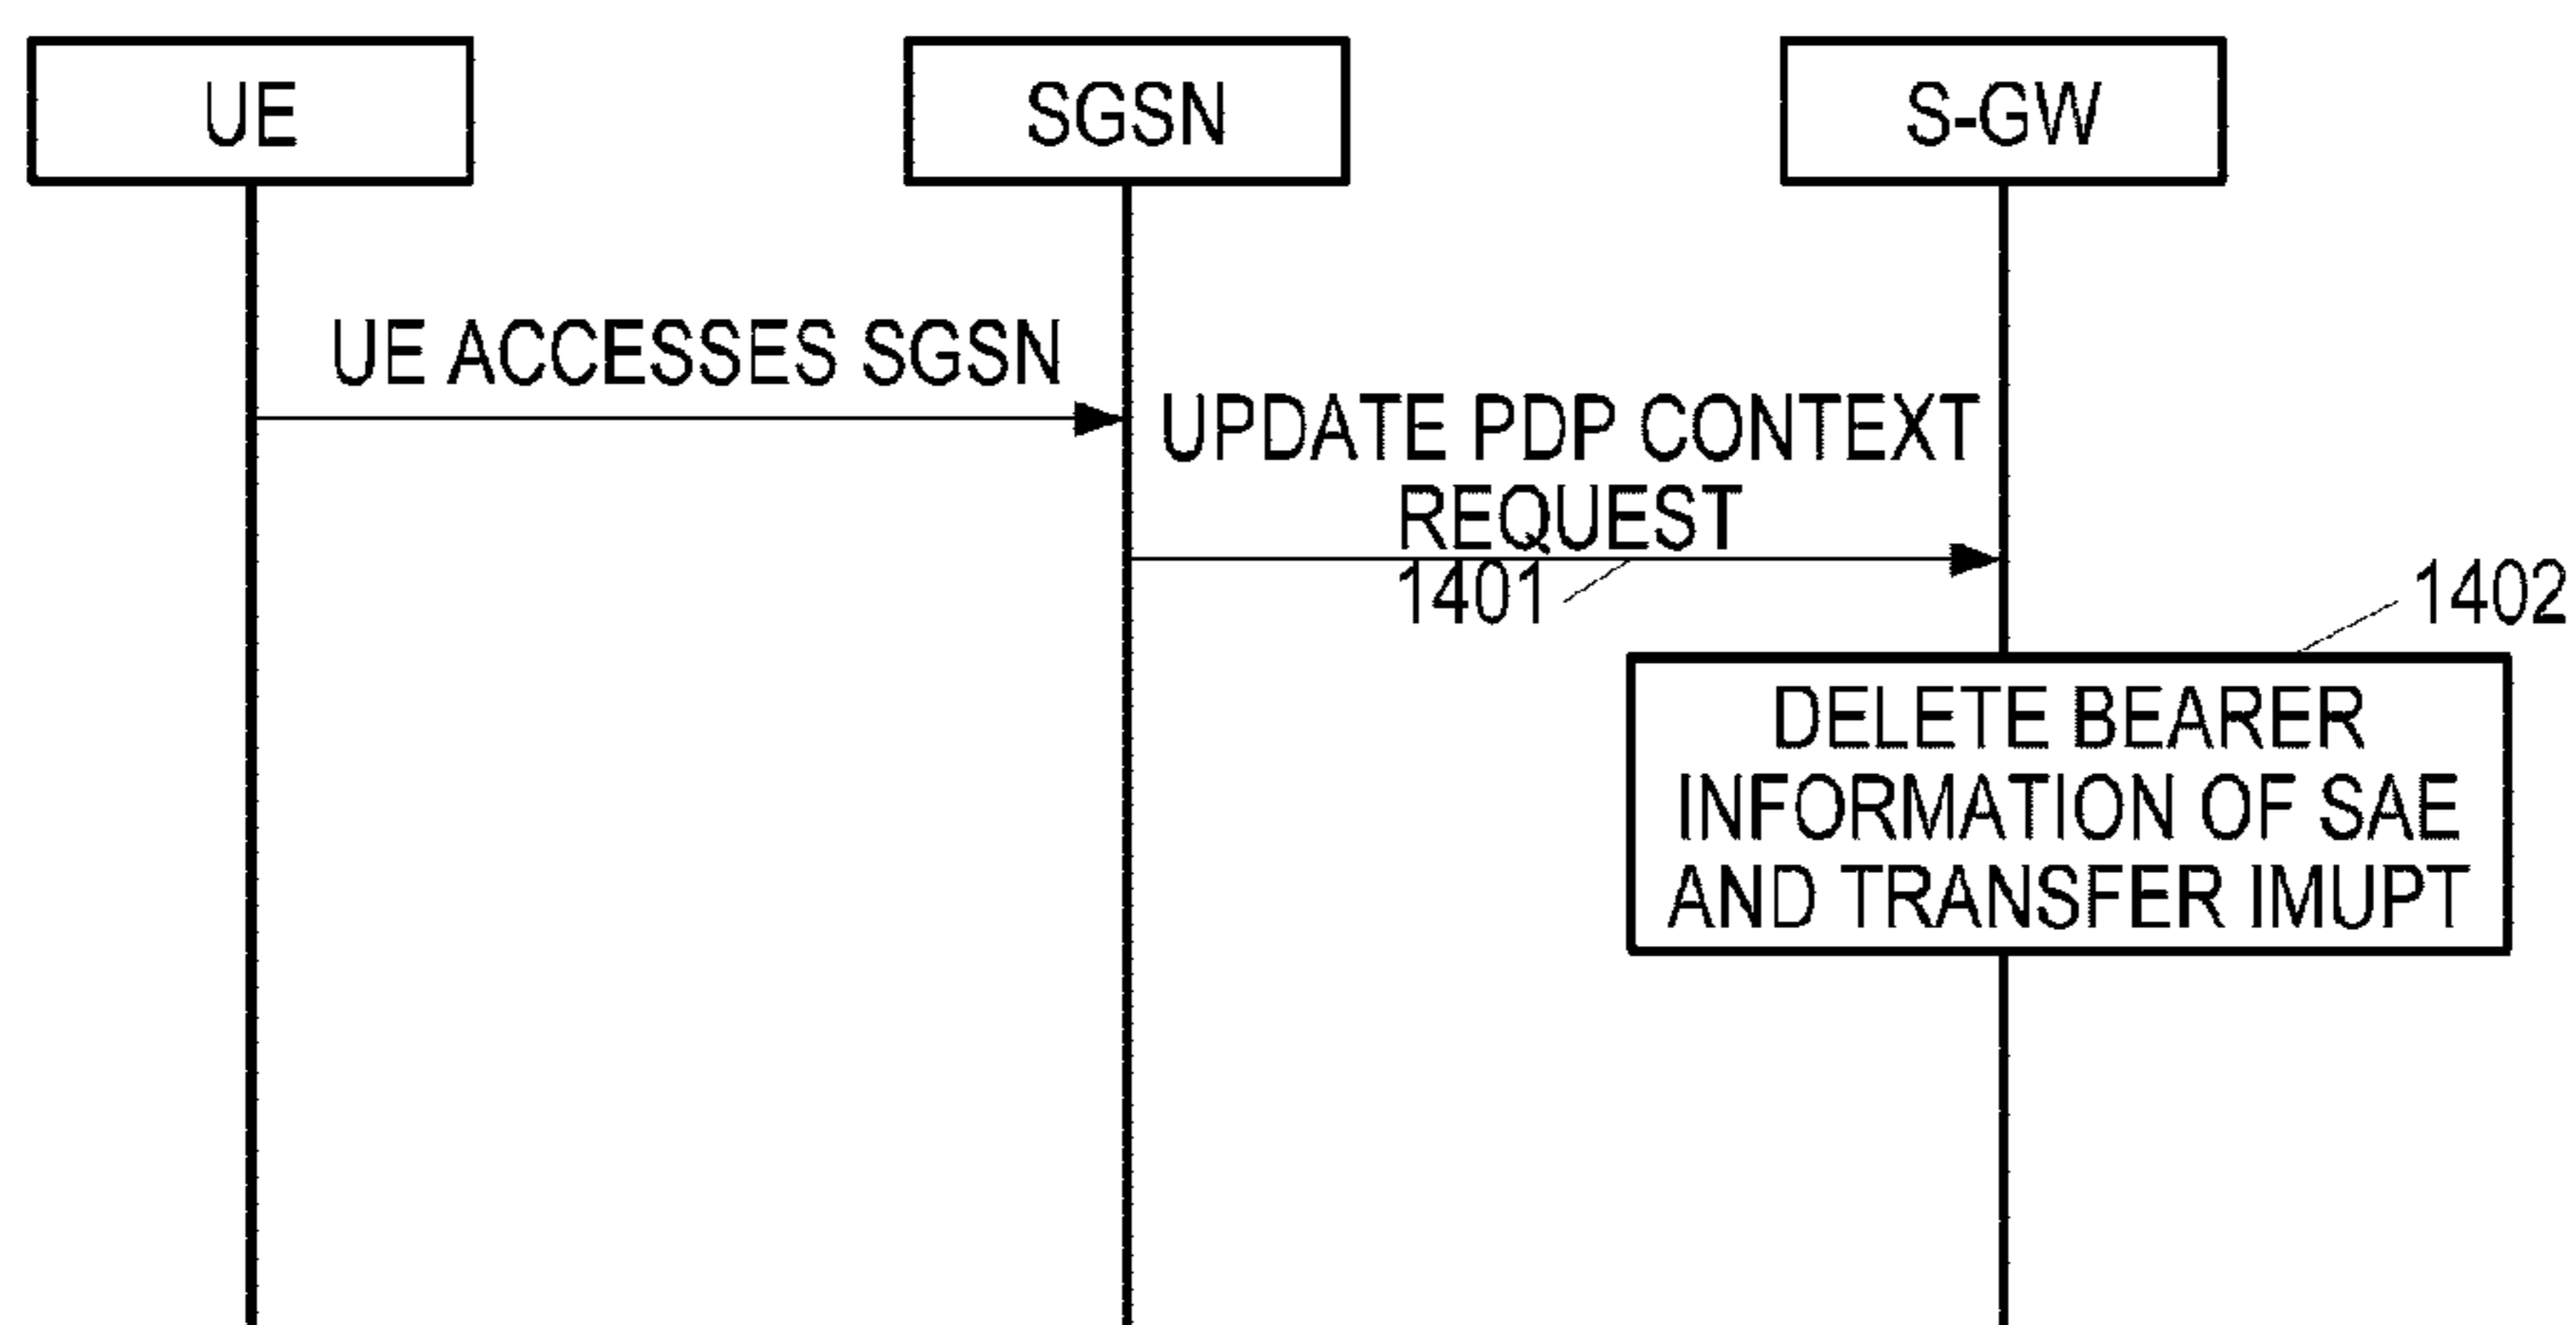 UE
SGSN
S-GW
UE ACCESSES SGSN
UPDATE PDP CONTEXT
REQUEST
1401
1402
DELETE BEARER
INFORMATION OF SAE
AND TRANSFER IMUPT